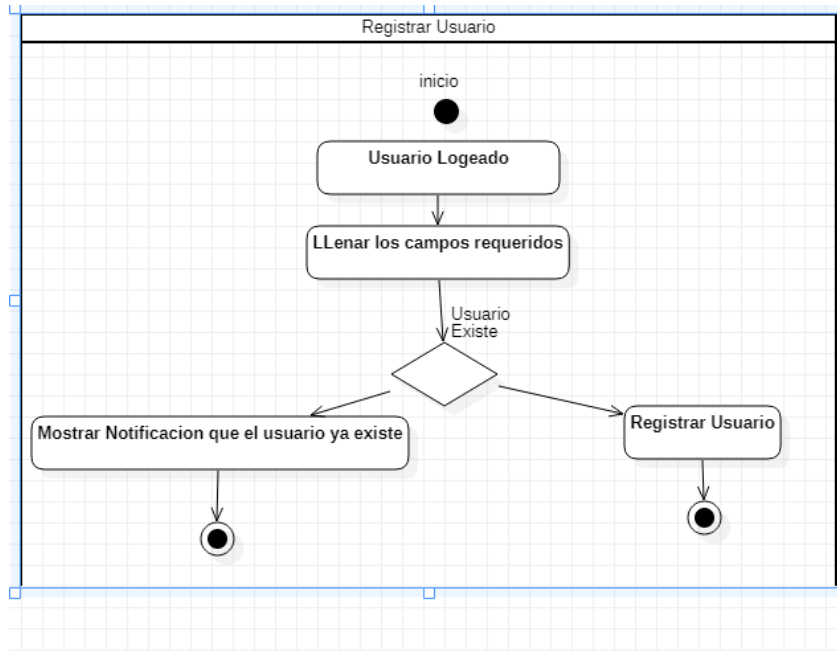 Registrar Usuario
inicio
Usuario Logeado
LLenar los campos requeridos
Usuario
Existe
Mostrar Notificacion que el usuario ya existe
Registrar Usuario